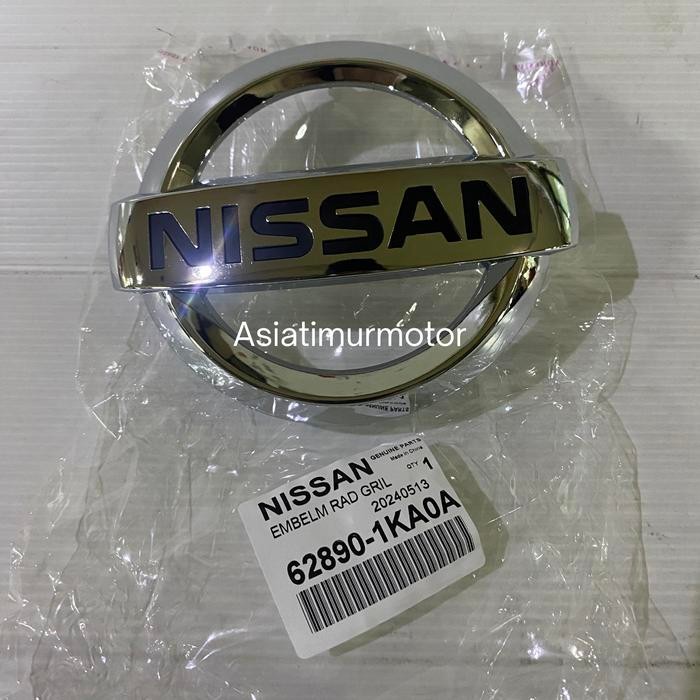 NISSAN
Asiatimurmotor
NISSAN
GENUINE PARTS
Made in China
EMBELM RAD GRIL
QTY 1
20240513
62890-1KA0A